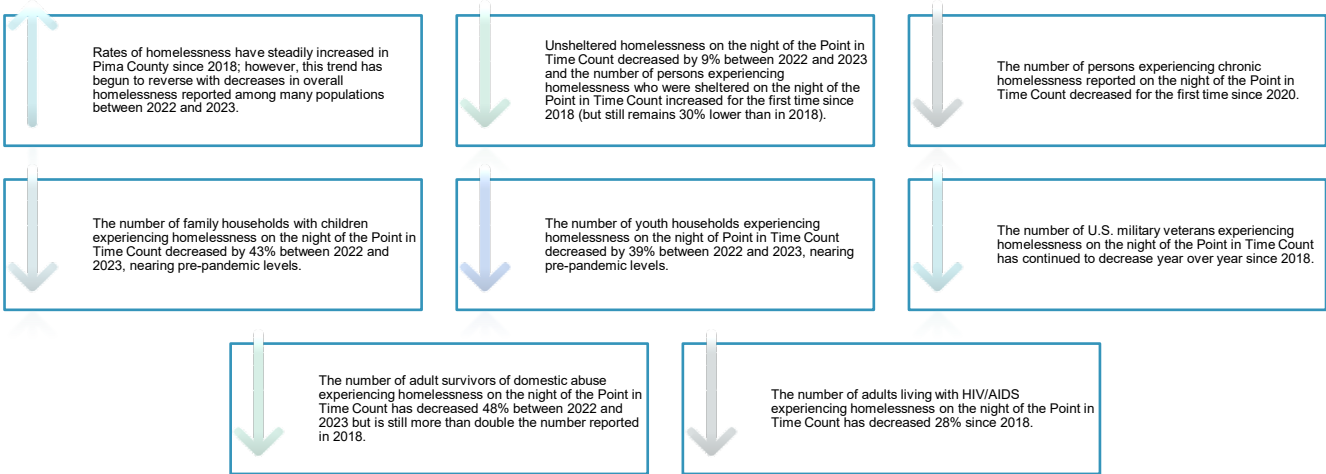 Rates of homelessness have steadily increased in
Pima County since 2018; however, this trend has
begun to reverse with decreases in overall
homelessness reported among many populations
between 2022 and 2023.
Unsheltered homelessness on the night of the Point in
Time Count decreased by 9% between 2022 and 2023
and the number of persons experiencing
homelessness who were sheltered on the night of the
Point in Time Count increased for the first time since
2018 (but still remains 30% lower than in 2018).
The number of persons experiencing chronic
homelessness reported on the night of the Point in
Time Count decreased for the first time since 2020.
The number of family households with children
experiencing homelessness on the night of the Point in
Time Count decreased by 43% between 2022 and
2023, nearing pre-pandemic levels.
The number of youth households experiencing
homelessness on the night of Point in Time Count
decreased by 39% between 2022 and 2023, nearing
pre-pandemic levels.
The number of U.S. military veterans experiencing
homelessness on the night of the Point in Time Count
has continued to decrease year over year since 2018.
The number of adult survivors of domestic abuse
experiencing homelessness on the night of the Point in
Time Count has decreased 48% between 2022 and
2023 but is still more than double the number reported
in 2018.
The number of adults living with HIV/AIDS
experiencing homelessness on the night of the Point in
Time Count has decreased 28% since 2018.